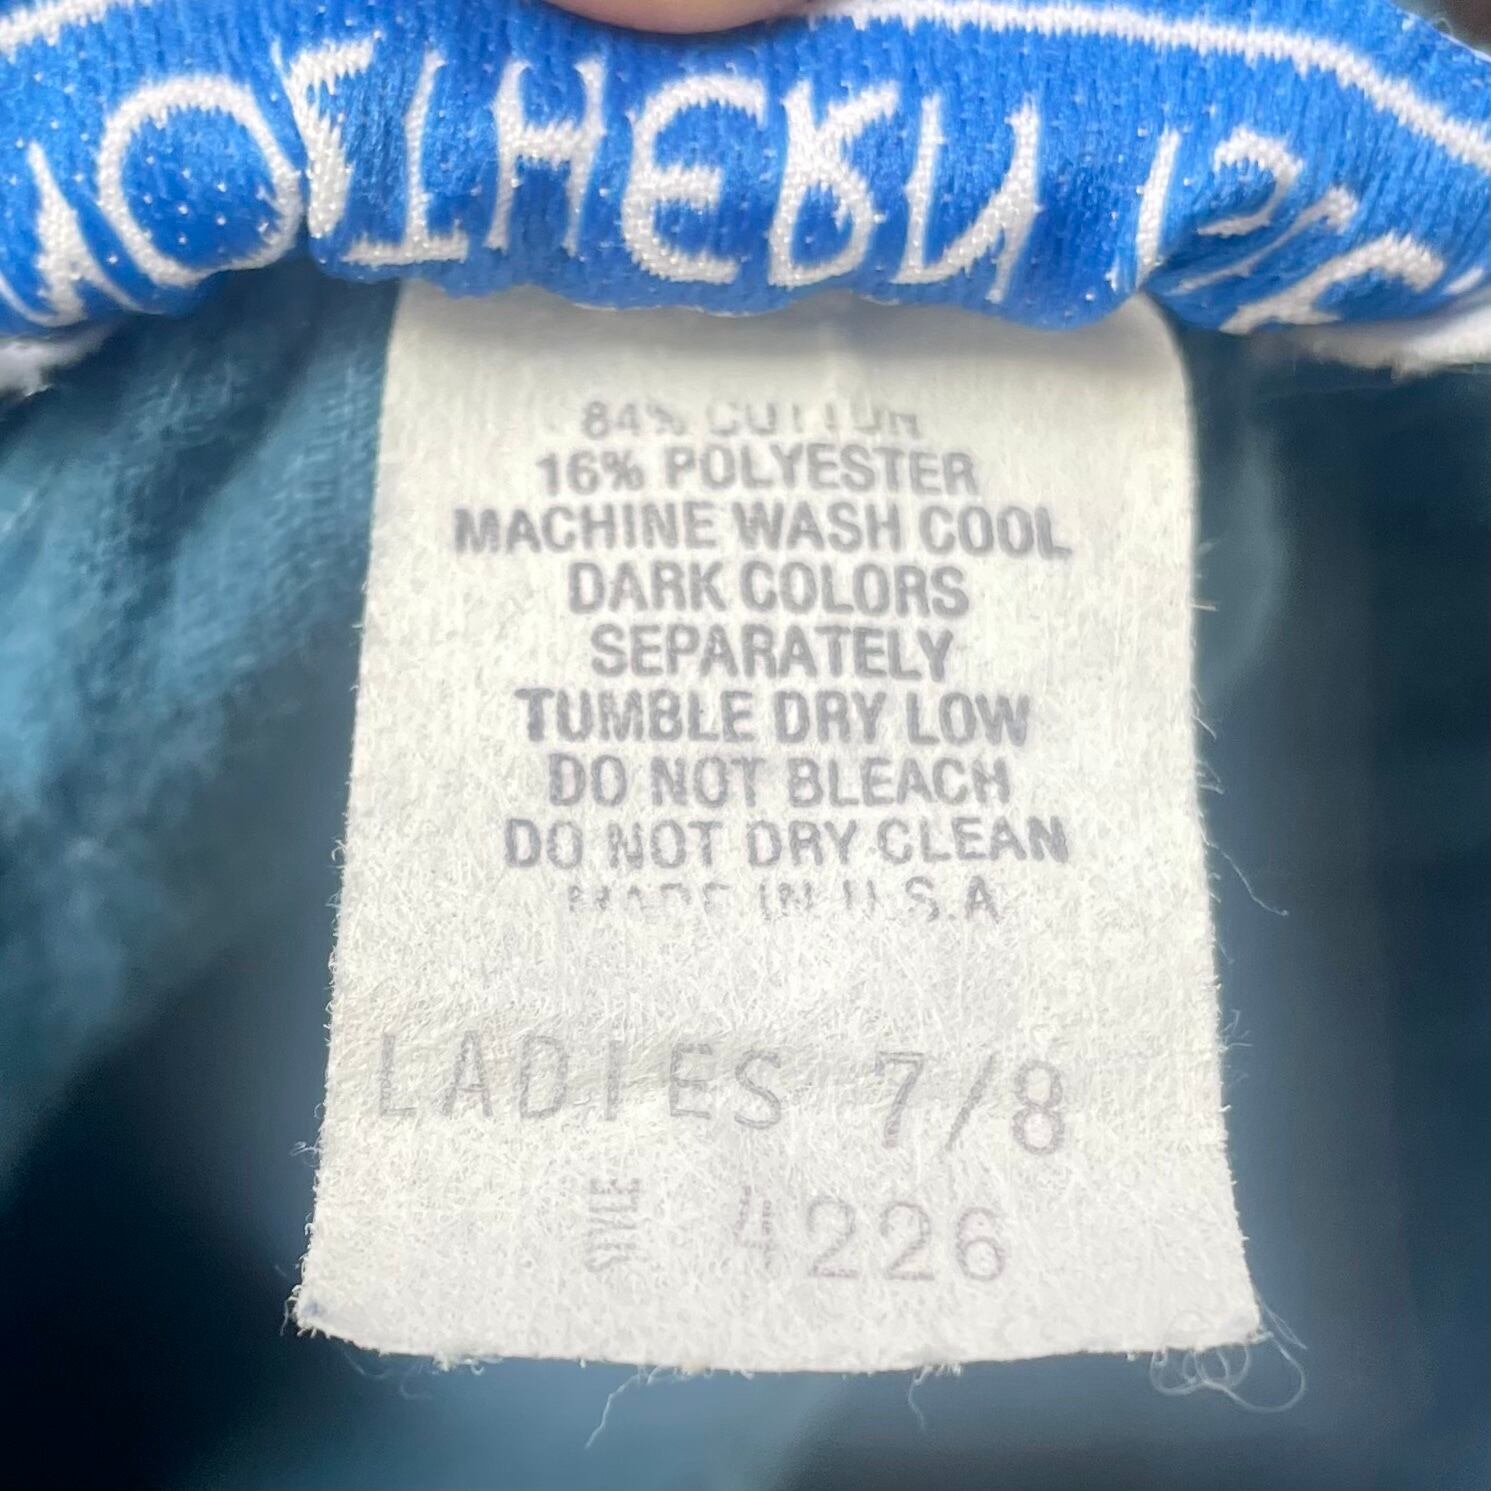 NORTHERN
84% COTTON
16% POLYESTER
MACHINE WASH COOL
DARK COLORS
SEPARATELY
TUMBLE DRY LOW
DO NOT BLEACH
DO NOT DRY CLEAN
MADE IN U.S.A
LADIES 7/8
STYLE 4226